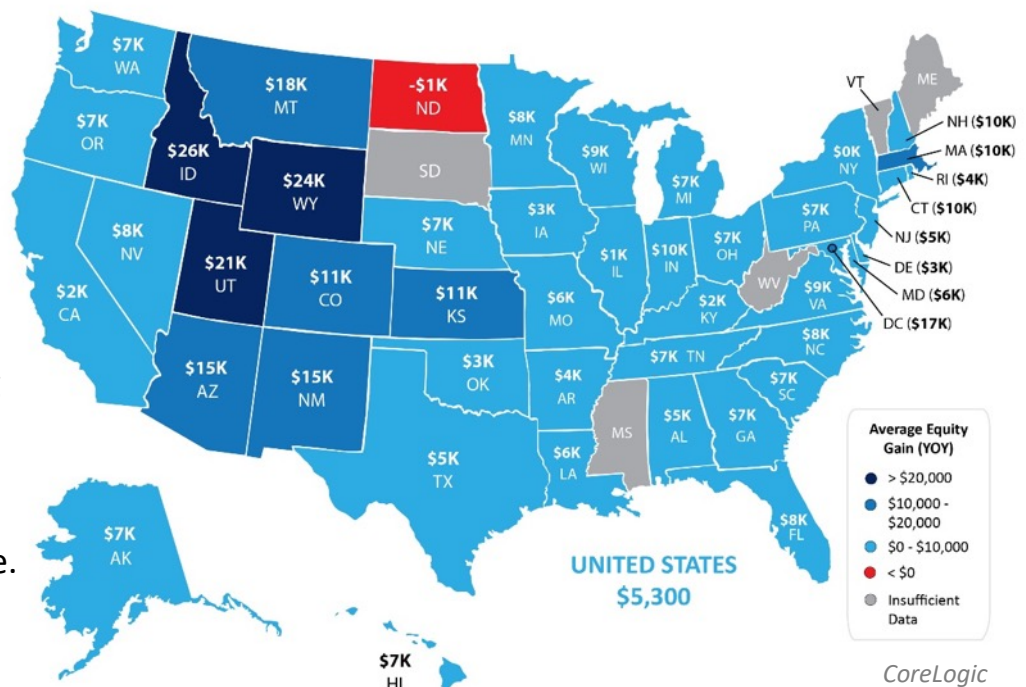 $7K
WA
$7K
OR
$26K
ID
$18K
MT
-$1K
ND
$8K
MN
$9K
WI
$7K
MI
VT
ME
NH ($10K)
MA ($10K)
RI ($4K)
CT ($10K)
NJ ($5K)
DE ($3K)
MD ($6K)
DC ($17K)
$0K
NY
$7K
PA
$24K
WY
SD
$8K
NV
$2K
CA
$21K
UT
$11K
CO
$7K
NE
$11K
KS
$3K
IA
$1K
IL
$10K
IN
$7K
OH
WV
$9K
VA
$6K
MO
$2K
KY
$8K
NC
$7K TN
$7K
SC
$15K
AZ
$15K
NM
$3K
OK
$4K
AR
MS
$5K
AL
$7K
GA
$5K
TX
$6K
LA
$8K
FL
$7K
AK
$7K
HI
e.
UNITED STATES
$5,300
Average Equity
Gain (YOY)
> $20,000
$10,000 -
$20,000
$0 - $10,000
< $0
Insufficient
Data
CoreLogic